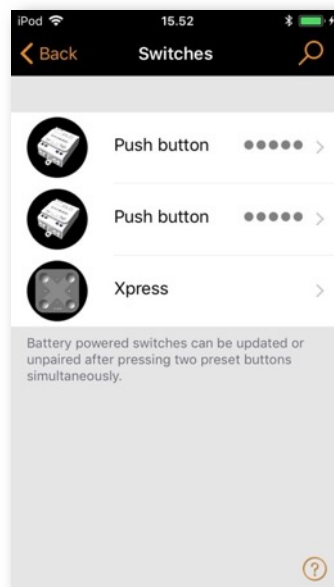 iPod 15.52
Back Switches
Push button
Push button
Xpress
Battery powered switches can be updated or
unpaired after pressing two preset buttons
simultaneously.
?